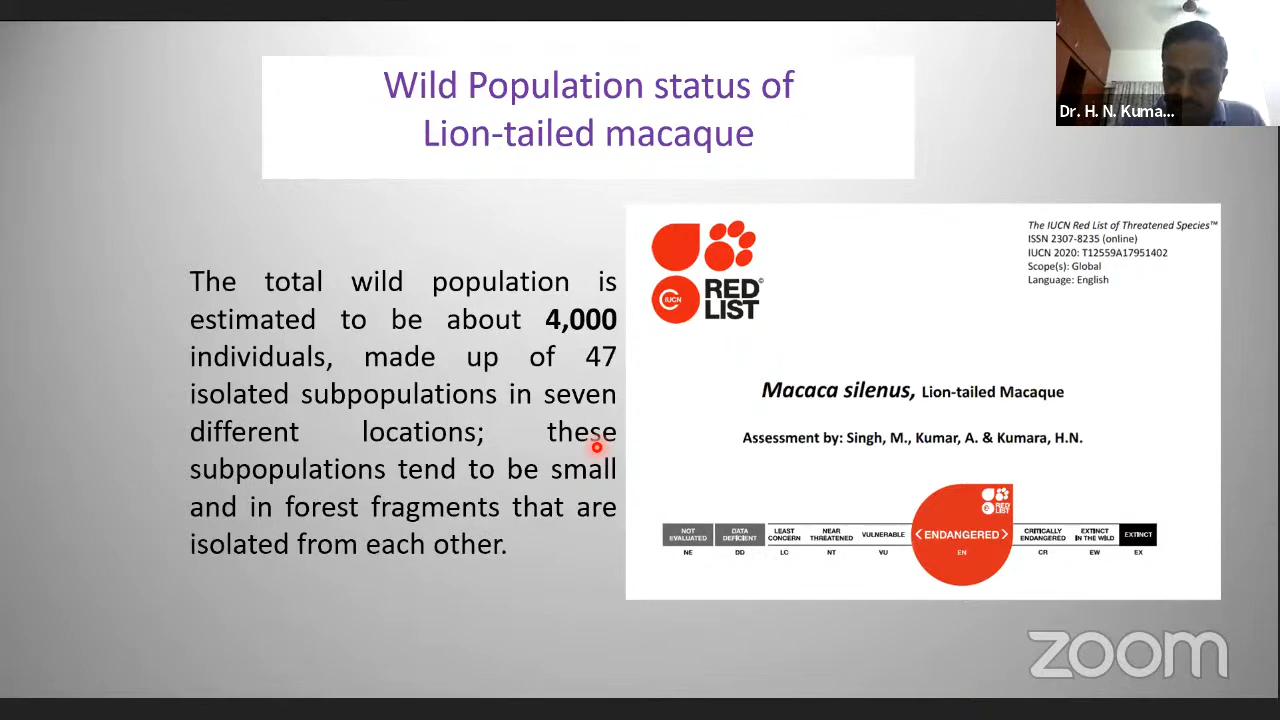 Wild Population status of
Lion-tailed macaque
Dr. H. N. Kuma...
The total wild population is
estimated to be about 4,000
individuals, made up of 47
isolated subpopulations in seven
different locations; these
subpopulations tend to be small
and in forest fragments that are
isolated from each other.
IUCN
RED
LIST
The IUCN Red List of Threatened Species™
ISSN 2307-8235 (online)
IUCN 2020: T12559A17951402
Scope(s): Global
Language: English
Macaca silenus, Lion-tailed Macaque
Assessment by: Singh, M., Kumar, A. & Kumara, H.N.
RED
LIST
NOT EVALUATED
NE
DATA DEFICIENT
DD
LEAST CONCERN
LC
NEAR THREATENED
NT
VULNERABLE
VU
<ENDANGERED>
EN
CRITICALLY ENDANGERED
CR
EXTINCT IN THE WILD
EW
EXTINCT
EX
zoom